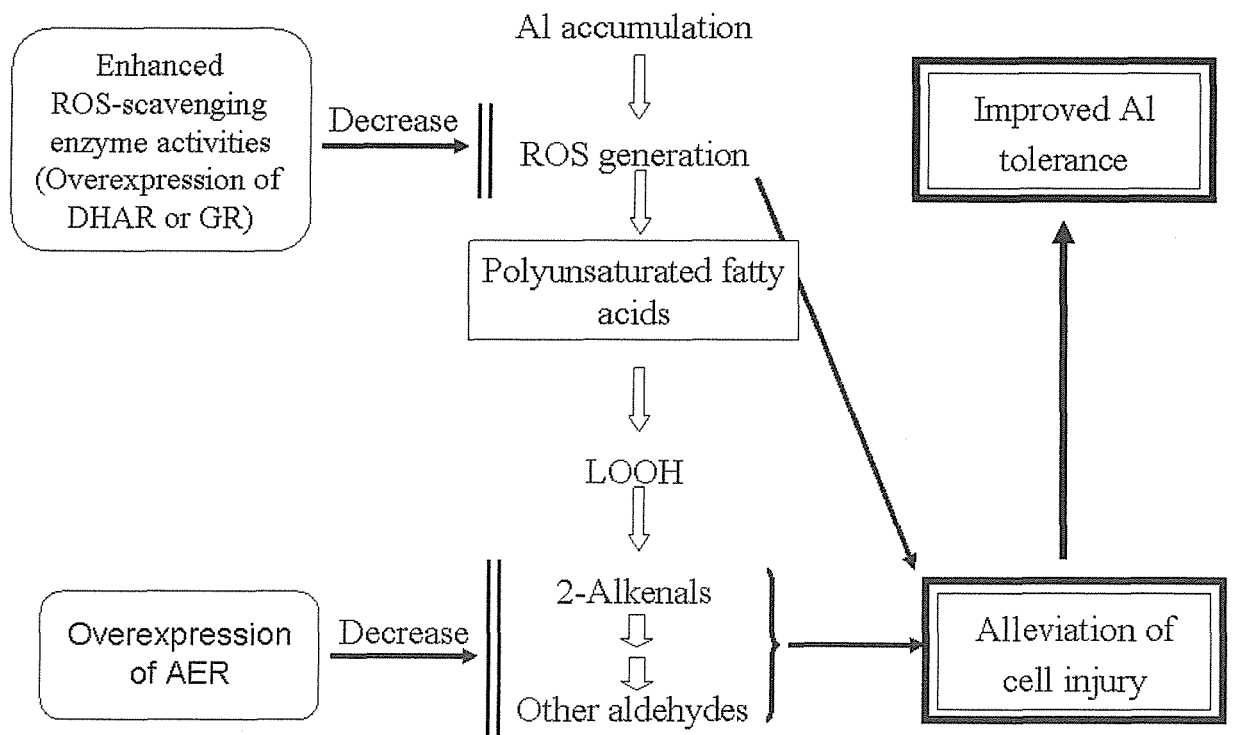 Al accumulation
Enhanced
ROS-scavenging
enzyme activities
(Overexpression of
DHAR or GR)
Decrease
ROS generation
Improved Al
tolerance
Polyunsaturated fatty
acids
LOOH
Overexpression
of AER
Decrease
2-Alkenals
Other aldehydes
Alleviation of
cell injury